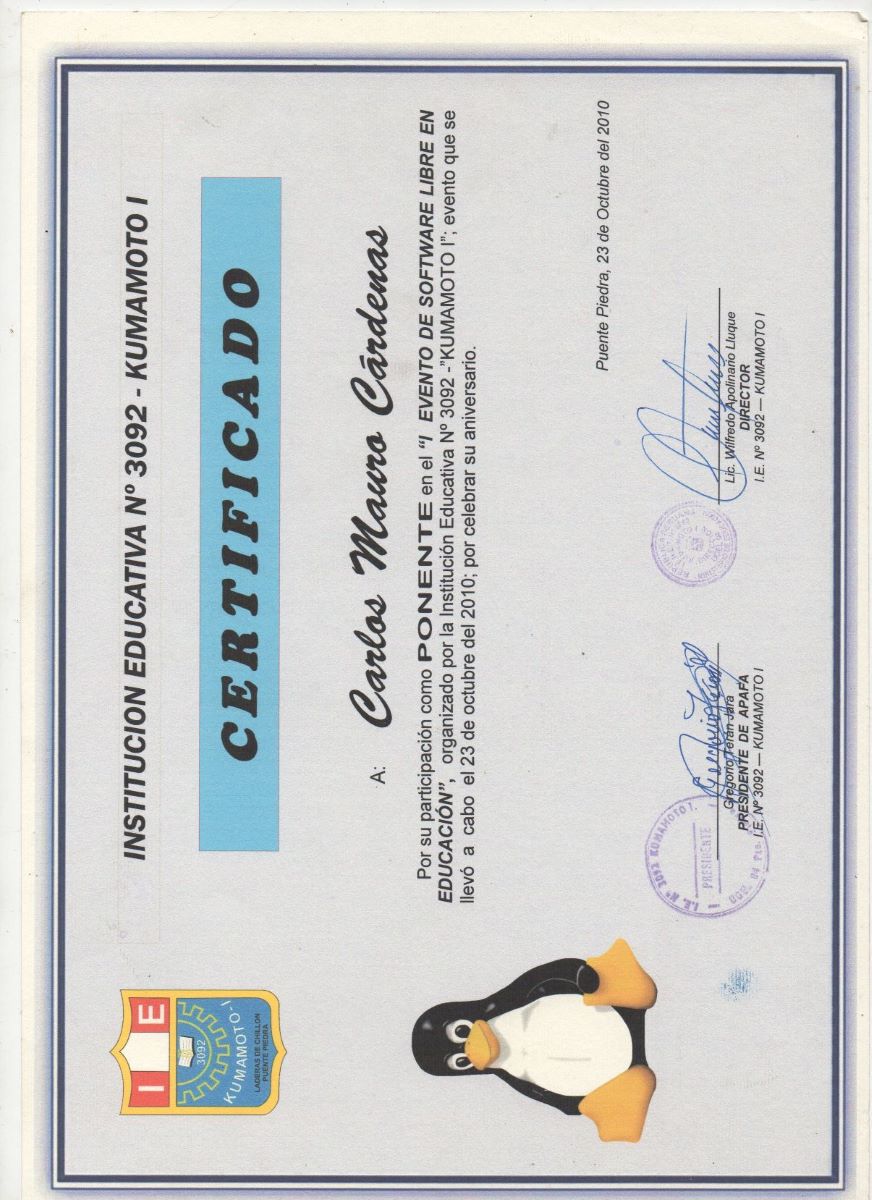 INSTITUCION EDUCATIVA Nº 3092 - KUMAMOTO I
I E
3092
KUMAMOTO-I
LADERAS DE CHILLON
PUENTE PIEDRA
CERTIFICADO
A: Carlos Mauro Cárdenas
Por su participación como PONENTE en el “I EVENTO DE SOFTWARE LIBRE EN
EDUCACIÓN”, organizado por la Institución Educativa Nº 3092 -”KUMAMOTO I”; evento que se
llevó a cabo el 23 de octubre del 2010; por celebrar su aniversario.
Puente Piedra, 23 de Octubre del 2010
I.E. Nº 3092 KUMAMOTO I.
PRESIDENTE
REPUBLICA PERUANA
Gregorio Terán Jara
PRESIDENTE DE APAFA
I.E. Nº 3092 — KUMAMOTO I
Lic. Wilfredo Apolinario Lluque
DIRECTOR
I.E. Nº 3092 — KUMAMOTO I